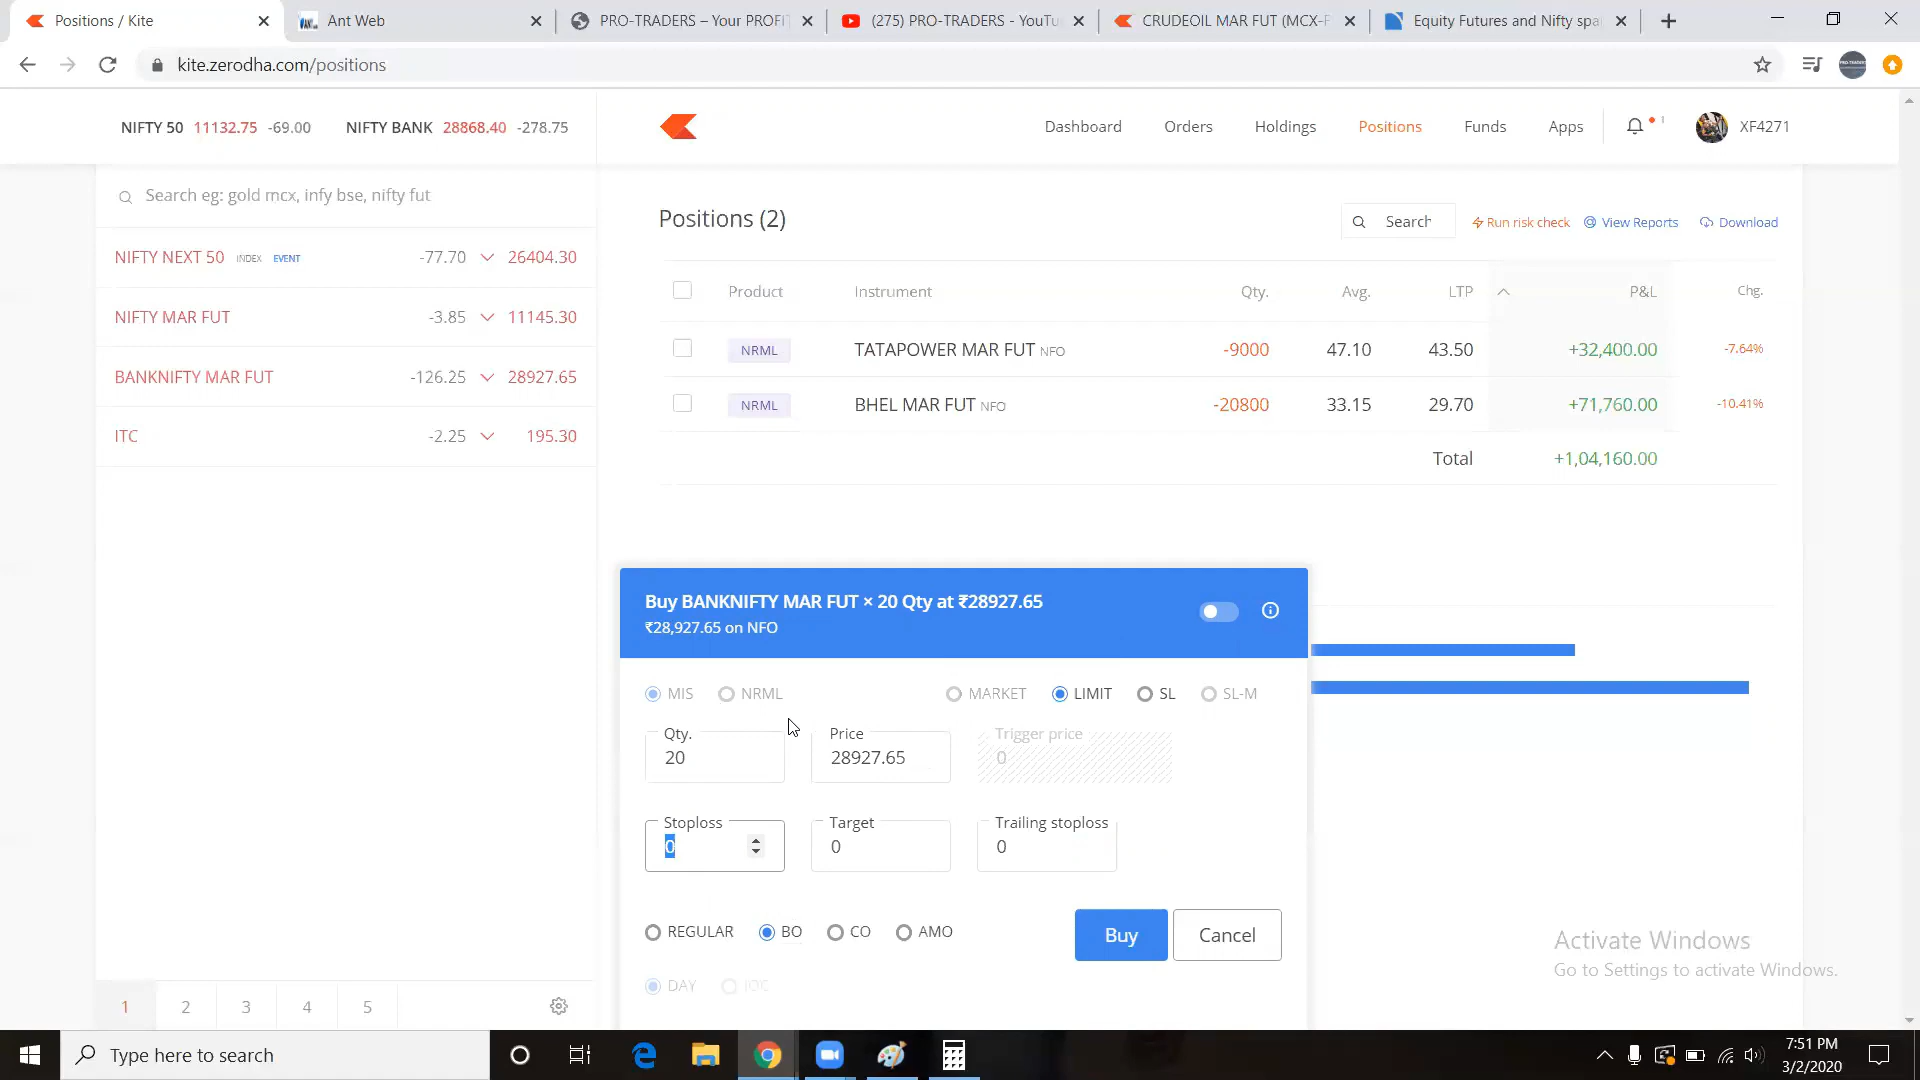 Positions / Kite
Ant Web
PRO-TRADERS – Your PROFIT
(275) PRO-TRADERS - YouTu
CRUDEOIL MAR FUT (MCX-F
Equity Futures and Nifty spa
kite.zerodha.com/positions
NIFTY 50 11132.75 -69.00 NIFTY BANK 28868.40 -278.75
Dashboard Orders Holdings Positions Funds Apps 1 XF4271
Search eg: gold mcx, infy bse, nifty fut
NIFTY NEXT 50 INDEX EVENT -77.70 26404.30
NIFTY MAR FUT -3.85 11145.30
BANKNIFTY MAR FUT -126.25 28927.65
ITC -2.25 195.30
1 2 3 4 5
Positions (2)
Search Run risk check View Reports Download
Product Instrument Qty. Avg. LTP P&L Chg.
NRML TATAPOWER MAR FUT NFO -9000 47.10 43.50 +32,400.00 -7.64%
NRML BHEL MAR FUT NFO -20800 33.15 29.70 +71,760.00 -10.41%
Total +1,04,160.00
Buy BANKNIFTY MAR FUT × 20 Qty at ₹28927.65
₹28,927.65 on NFO
MIS NRML MARKET LIMIT SL SL-M
Qty. Price Trigger price
20 28927.65 0
Stoploss Target Trailing stoploss
0 0 0
REGULAR BO CO AMO Buy Cancel
DAY IOC
Activate Windows
Go to Settings to activate Windows.
Type here to search
7:51 PM
3/2/2020